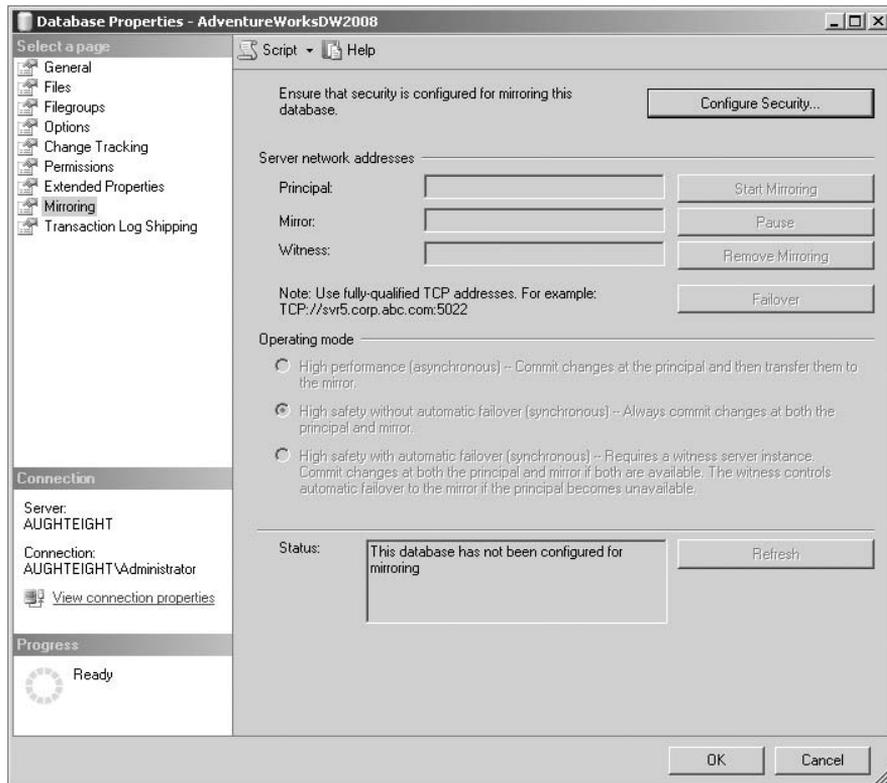 Database Properties - AdventureWorksDW2008
Select a page
General
Files
Filegroups
Options
Change Tracking
Permissions
Extended Properties
Mirroring
Transaction Log Shipping
Connection
Server:
AUGHTEIGHT
Connection:
AUGHTEIGHT\Administrator
View connection properties
Progress
Ready
Script
Help
Ensure that security is configured for mirroring this
database.
Configure Security...
Server network addresses
Principal:
Start Mirroring
Mirror:
Pause
Witness:
Remove Mirroring
Note: Use fully-qualified TCP addresses. For example:
TCP://svr5.corp.abc.com:5022
Failover
Operating mode
High performance (asynchronous) -- Commit changes at the principal and then transfer them to
the mirror.
High safety without automatic failover (synchronous) -- Always commit changes at both the
principal and mirror.
High safety with automatic failover (synchronous) -- Requires a witness server instance.
Commit changes at both the principal and mirror if both are available. The witness controls
automatic failover to the mirror if the principal becomes unavailable.
Status:
This database has not been configured for
mirroring
Refresh
OK
Cancel